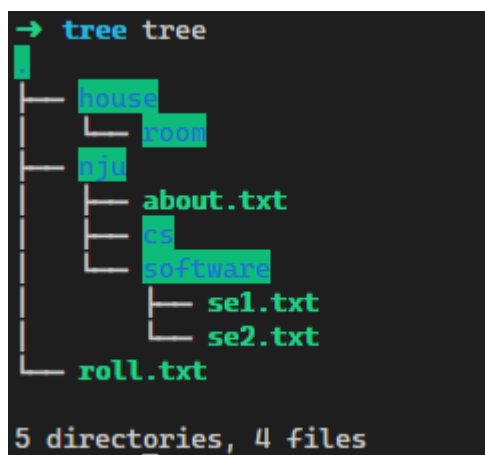 → tree tree
.
├── house
│   └── room
├── nju
│   ├── about.txt
│   ├── cs
│   └── software
│       ├── se1.txt
│       └── se2.txt
└── roll.txt
5 directories, 4 files